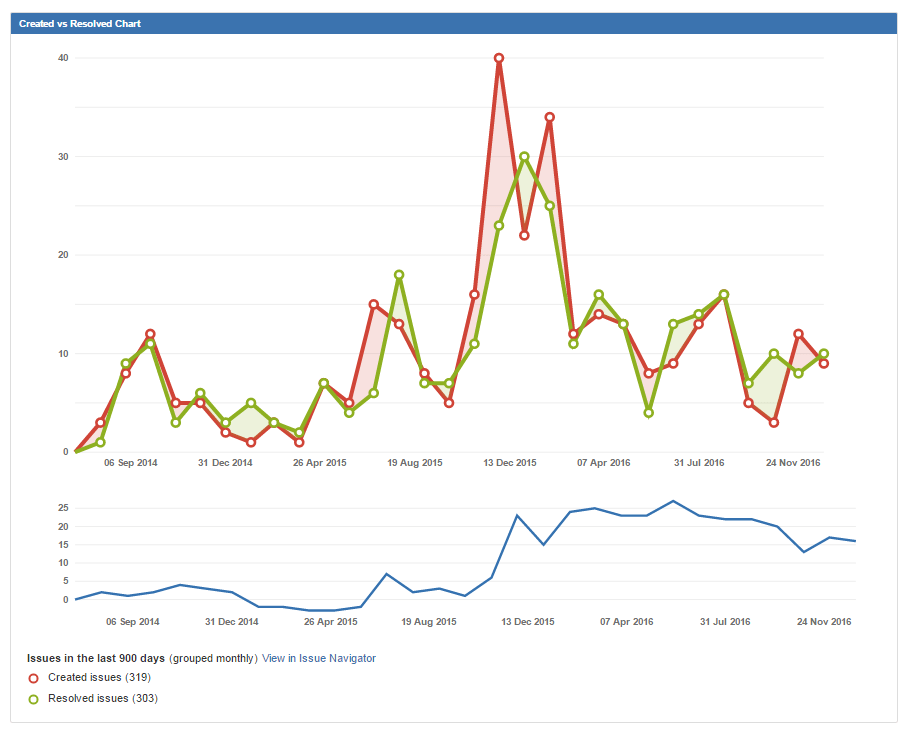 Created vs Resolved Chart
40
30
20
10
0
06 Sep 2014 31 Dec 2014 26 Apr 2015 19 Aug 2015 13 Dec 2015 07 Apr 2016 31 Jul 2016 24 Nov 2016
25
20
15
10
5
0
06 Sep 2014 31 Dec 2014 26 Apr 2015 19 Aug 2015 13 Dec 2015 07 Apr 2016 31 Jul 2016 24 Nov 2016
Issues in the last 900 days (grouped monthly) View in Issue Navigator
Created issues (319)
Resolved issues (303)